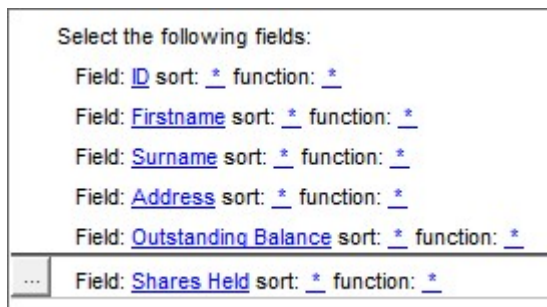 Select the following fields:
Field: ID sort: * function: *
Field: Firstname sort: * function: *
Field: Surname sort: * function: *
Field: Address sort: * function: *
Field: Outstanding Balance sort: * function: *
... Field: Shares Held sort: * function: *